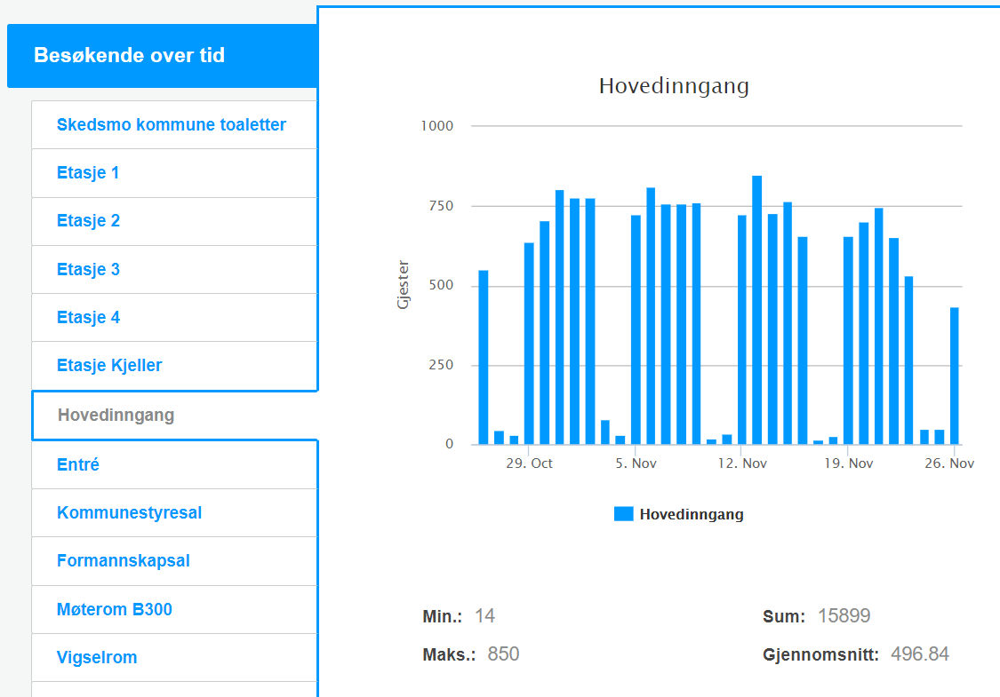 Besøkende over tid
Skedsmo kommune toaletter
Etasje 1
Etasje 2
Etasje 3
Etasje 4
Etasje Kjeller
Hovedinngang
Entré
Kommunestyresal
Formannskapsal
Møterom B300
Vigselrom
Hovedinngang
1000
750
500
250
0
Gjester
29. Oct 5. Nov 12. Nov 19. Nov 26. Nov
Hovedinngang
Min.: 14 Sum: 15899
Maks.: 850 Gjennomsnitt: 496.84